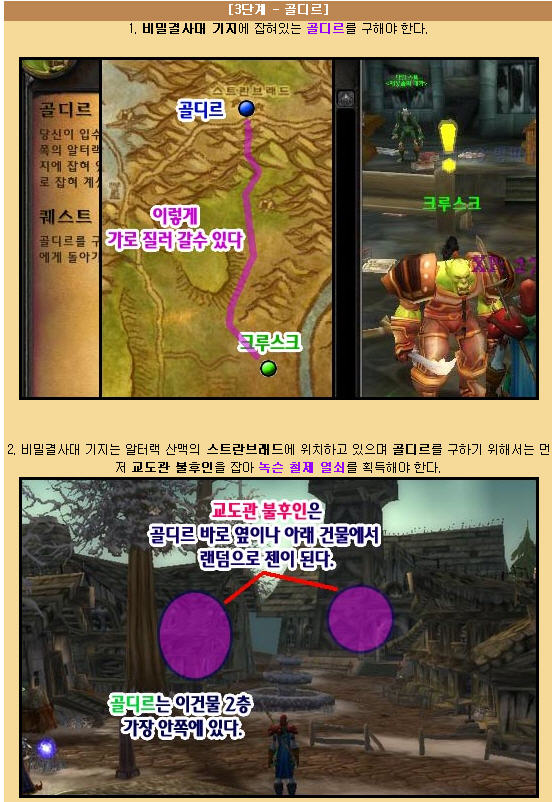 [3단계 - 골디르]
1. 비밀결사대 기지에 잡혀있는 골디르를 구해야 한다.
스트란브래드
골디르
골디르
당신이 입수
쪽의 알터랙
지에 잡혀 있
로 잡혀 계
이렇게
가로 질러 갈수 있다
퀘스트
골디르를 구
에게 돌아가
크루스크
크루스크
2. 비밀결사대 기지는 알터랙 산맥의 스트란브래드에 위치하고 있으며 골디르를 구하기 위해서는 먼
저 교도관 불후인을 잡아 녹슨 철제 열쇠를 획득해야 한다.
교도관 불후인은
골디르 바로 옆이나 아래 건물에서
랜덤으로 젠이 된다.
골디르는 이건물 2층
가장 안쪽에 있다.